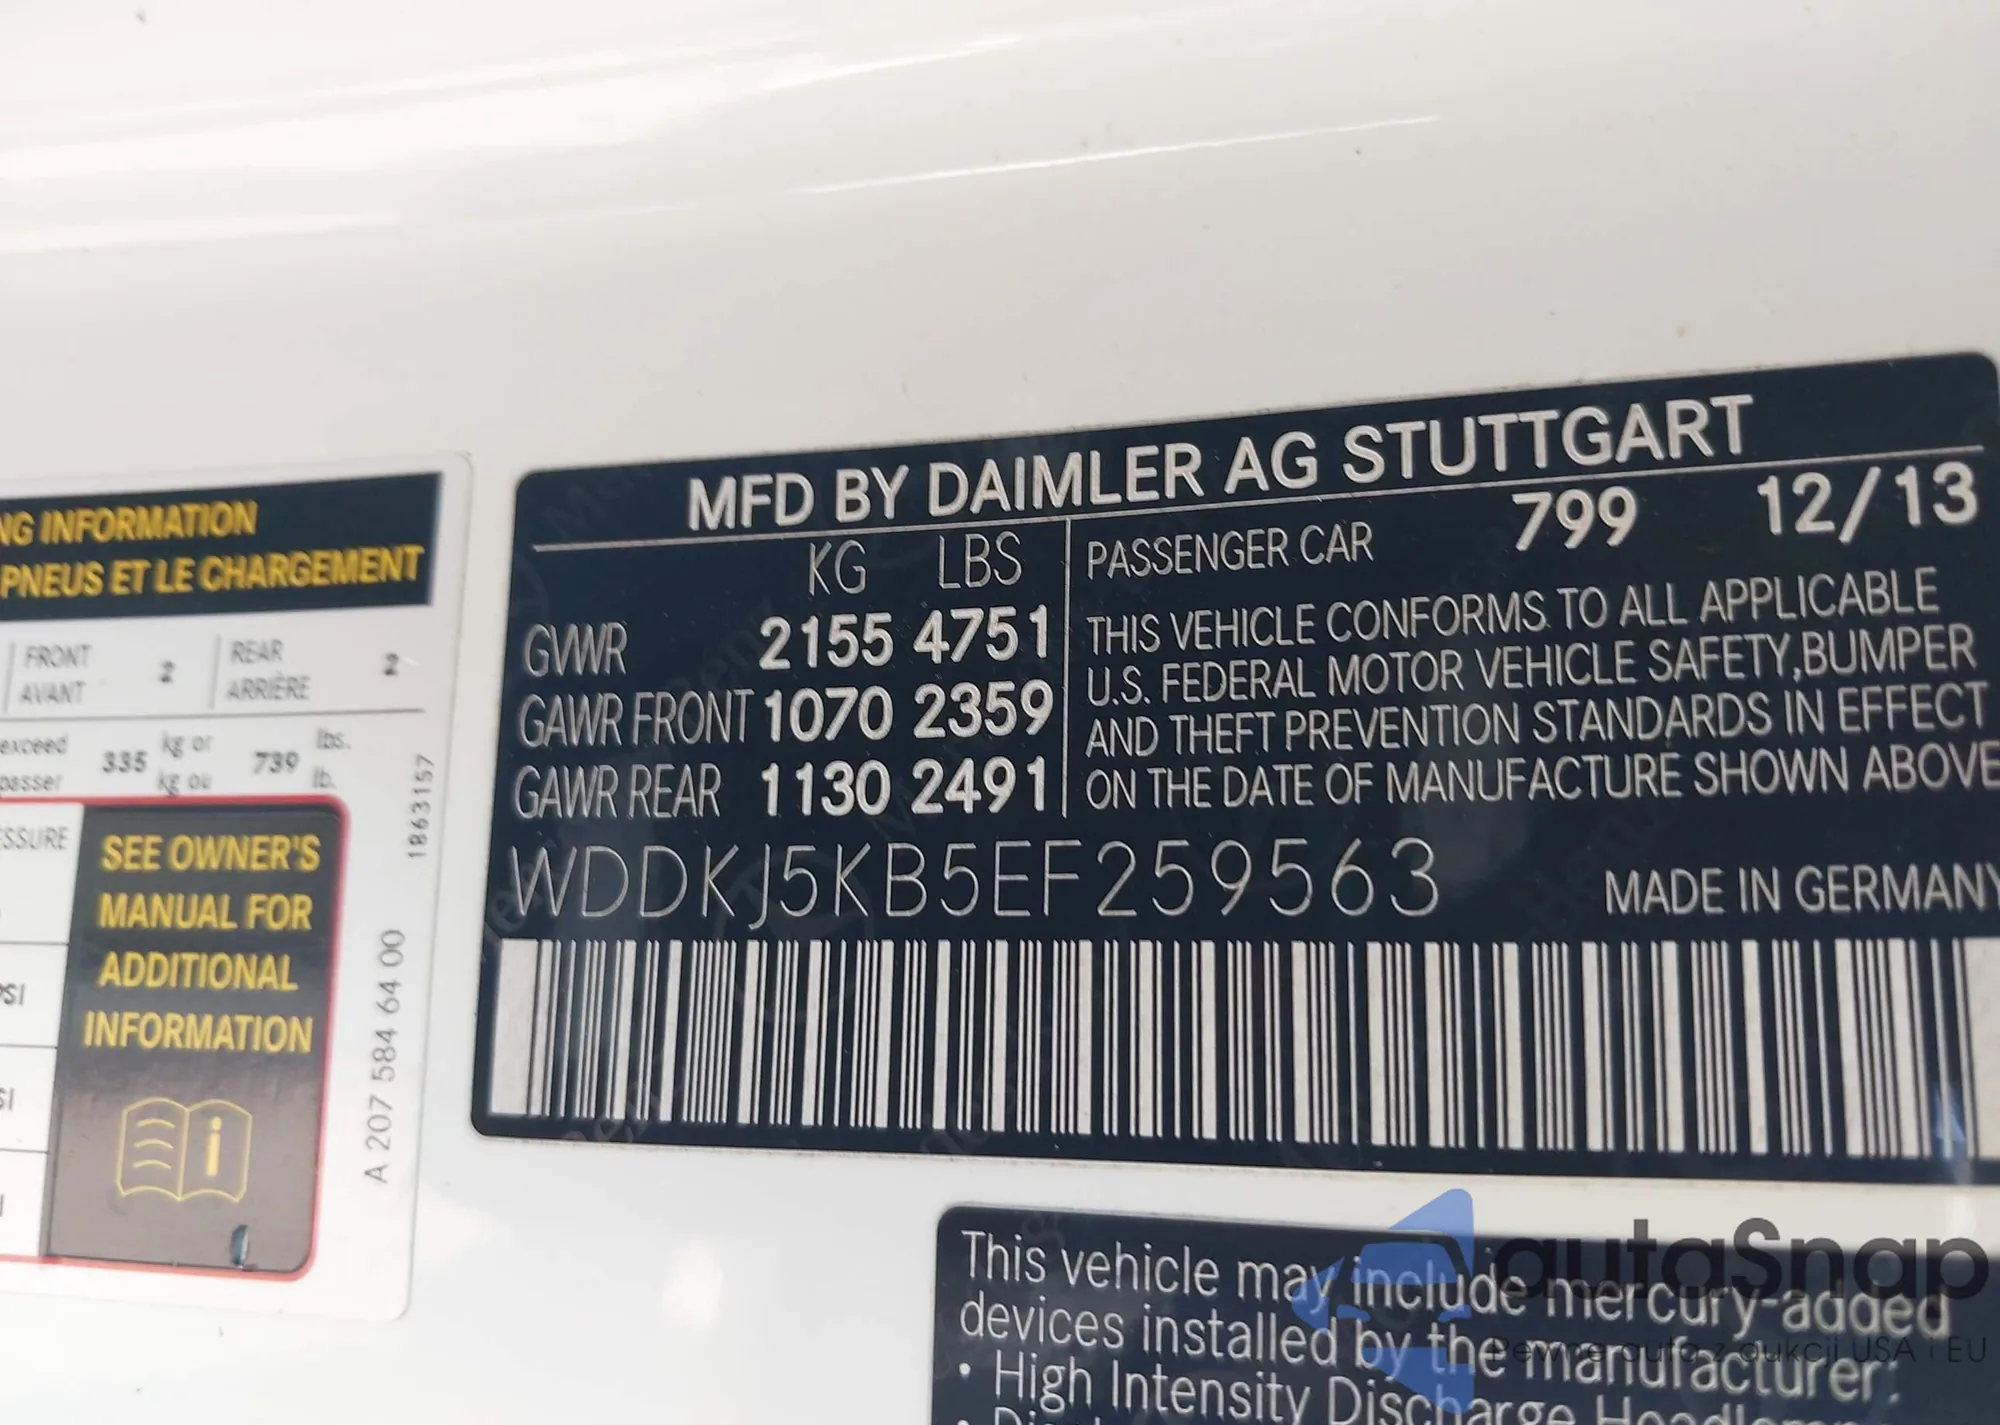 NG INFORMATION
PNEUS ET LE CHARGEMENT
FRONT 2 REAR 2
AVANT ARRIÈRE
exceed 335 kg or 739 lbs.
passer kg ou lb.
SEE OWNER'S
MANUAL FOR
ADDITIONAL
INFORMATION
i
1863157
A 207 584 64 00
MFD BY DAIMLER AG STUTTGART
KG LBS
GVWR 2155 4751
GAWR FRONT 1070 2359
GAWR REAR 1130 2491
PASSENGER CAR 799 12/13
THIS VEHICLE CONFORMS TO ALL APPLICABLE
U.S. FEDERAL MOTOR VEHICLE SAFETY,BUMPER
AND THEFT PREVENTION STANDARDS IN EFFECT
ON THE DATE OF MANUFACTURE SHOWN ABOVE
WDDKJ5KB5EF259563
MADE IN GERMANY
This vehicle may include mercury-added
devices installed by the manufacturer:
• High Intensity Discharge
autaSnap
Pewne auta z aukcji USA i EU